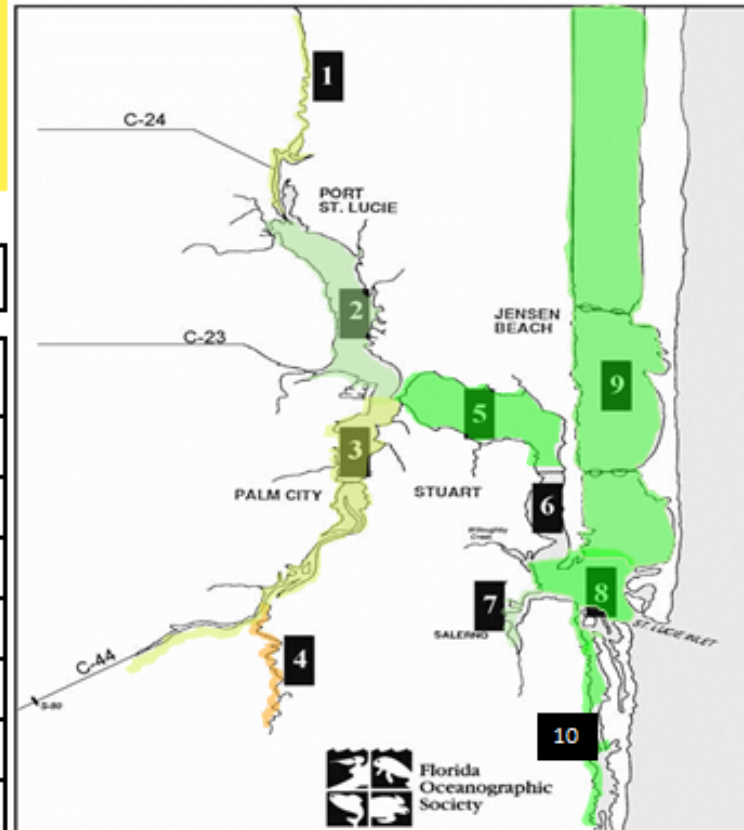 1
C-24
PORT
ST. LUCIE
2
JENSEN
BEACH
C-23
9
5
3
PALM CITY
STUART
6
Willoughby
Creek
8
7
ST. LUCIE INLET
SALERNO
4
C-44
S-80
10
Florida
Oceanographic
Society